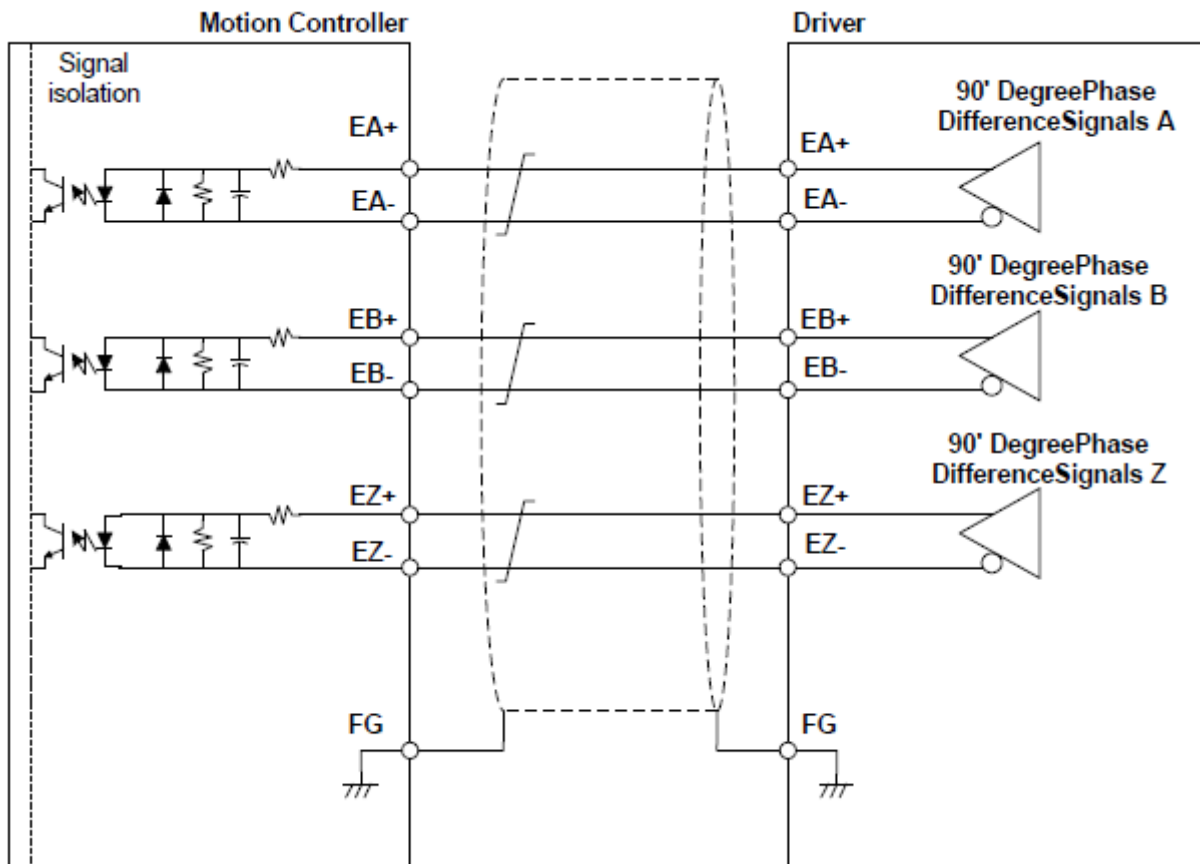 Motion Controller
Driver
Signal
isolation
90' DegreePhase
DifferenceSignals A
EA+
EA+
EA-
EA-
90' DegreePhase
DifferenceSignals B
EB+
EB+
EB-
EB-
90' DegreePhase
DifferenceSignals Z
EZ+
EZ+
EZ-
EZ-
FG
FG